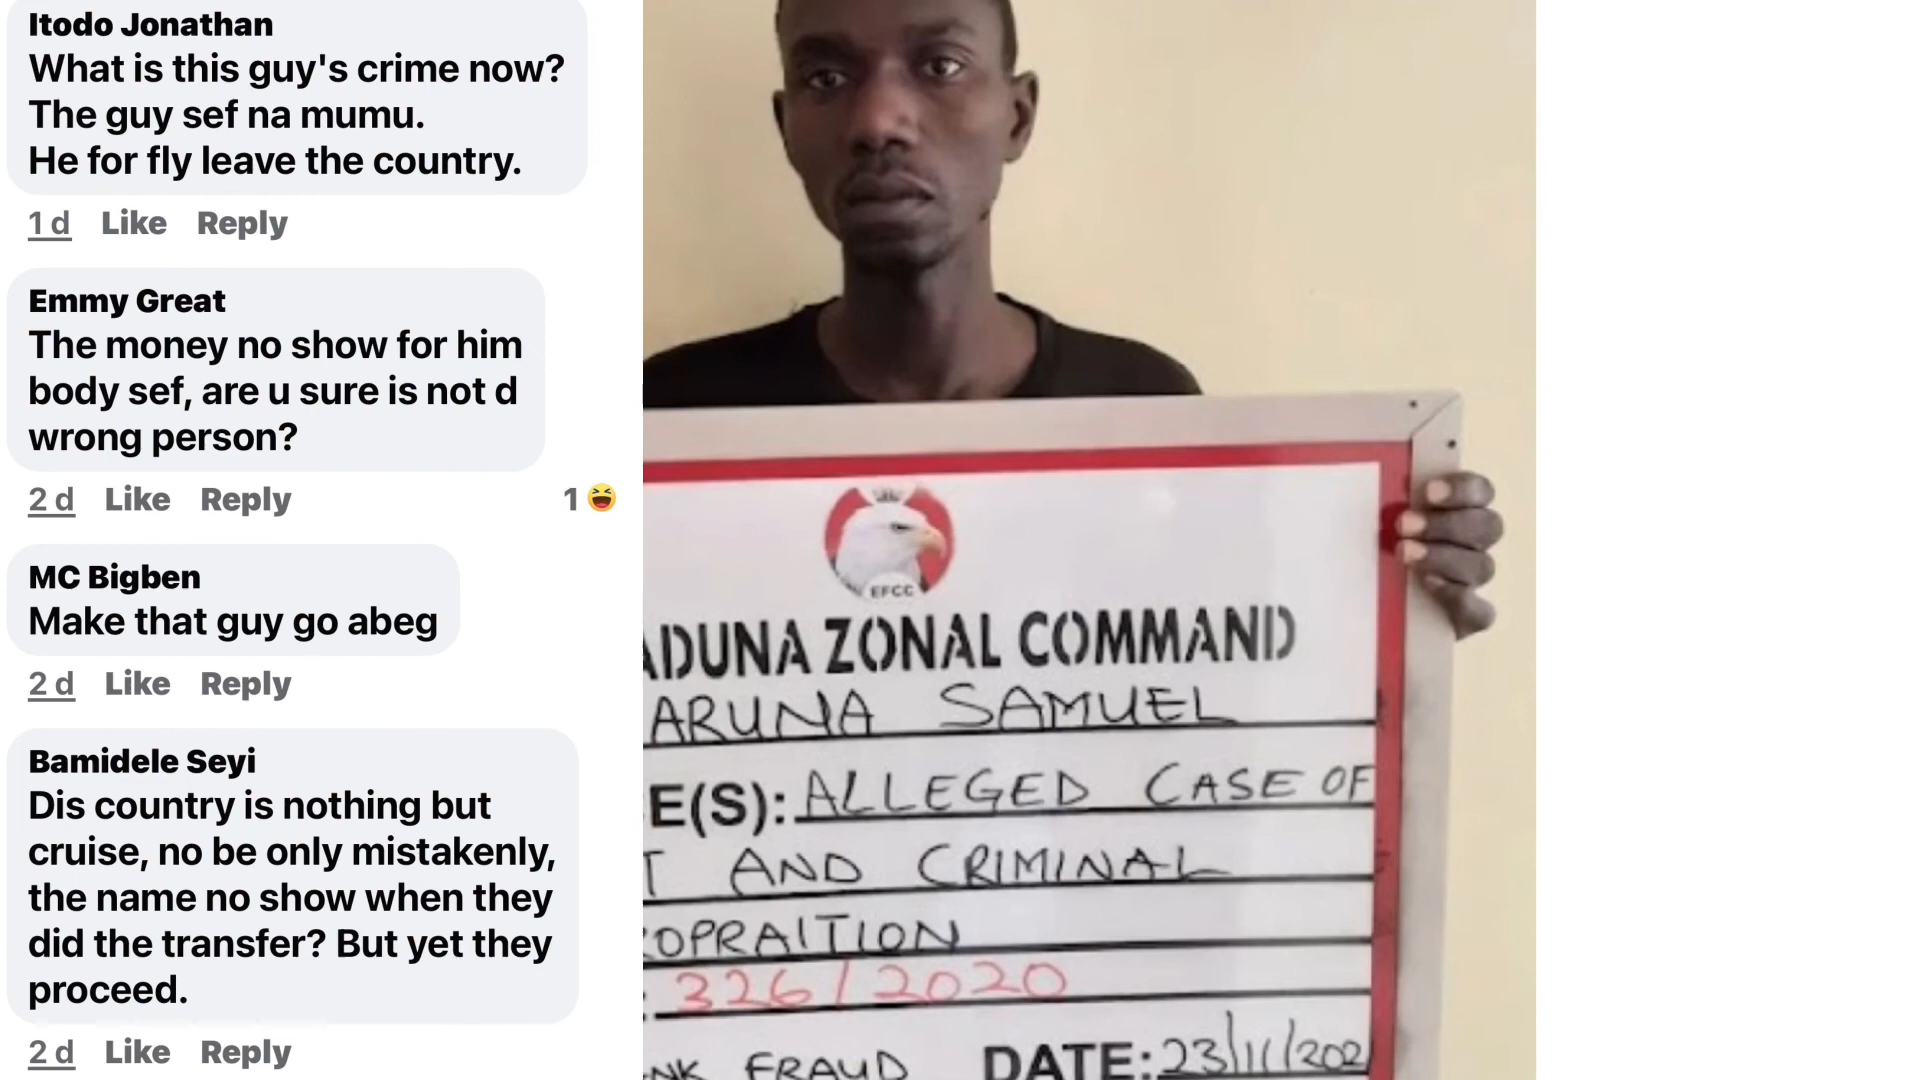 Itodo Jonathan
What is this guy's crime now?
The guy sef na mumu.
He for fly leave the country.
1 d Like Reply
Emmy Great
The money no show for him
body sef, are u sure is not d
wrong person?
2 d Like Reply 1
MC Bigben
Make that guy go abeg
2 d Like Reply
Bamidele Seyi
Dis country is nothing but
cruise, no be only mistakenly,
the name no show when they
did the transfer? But yet they
proceed.
2 d Like Reply
EFCC
ADUNA ZONAL COMMAND
ARUNA SAMUEL
E(S): ALLEGED CASE OF
T AND CRIMINAL
ROPRAITION
: 326/2020
NK FRAUD DATE: 23/11/202